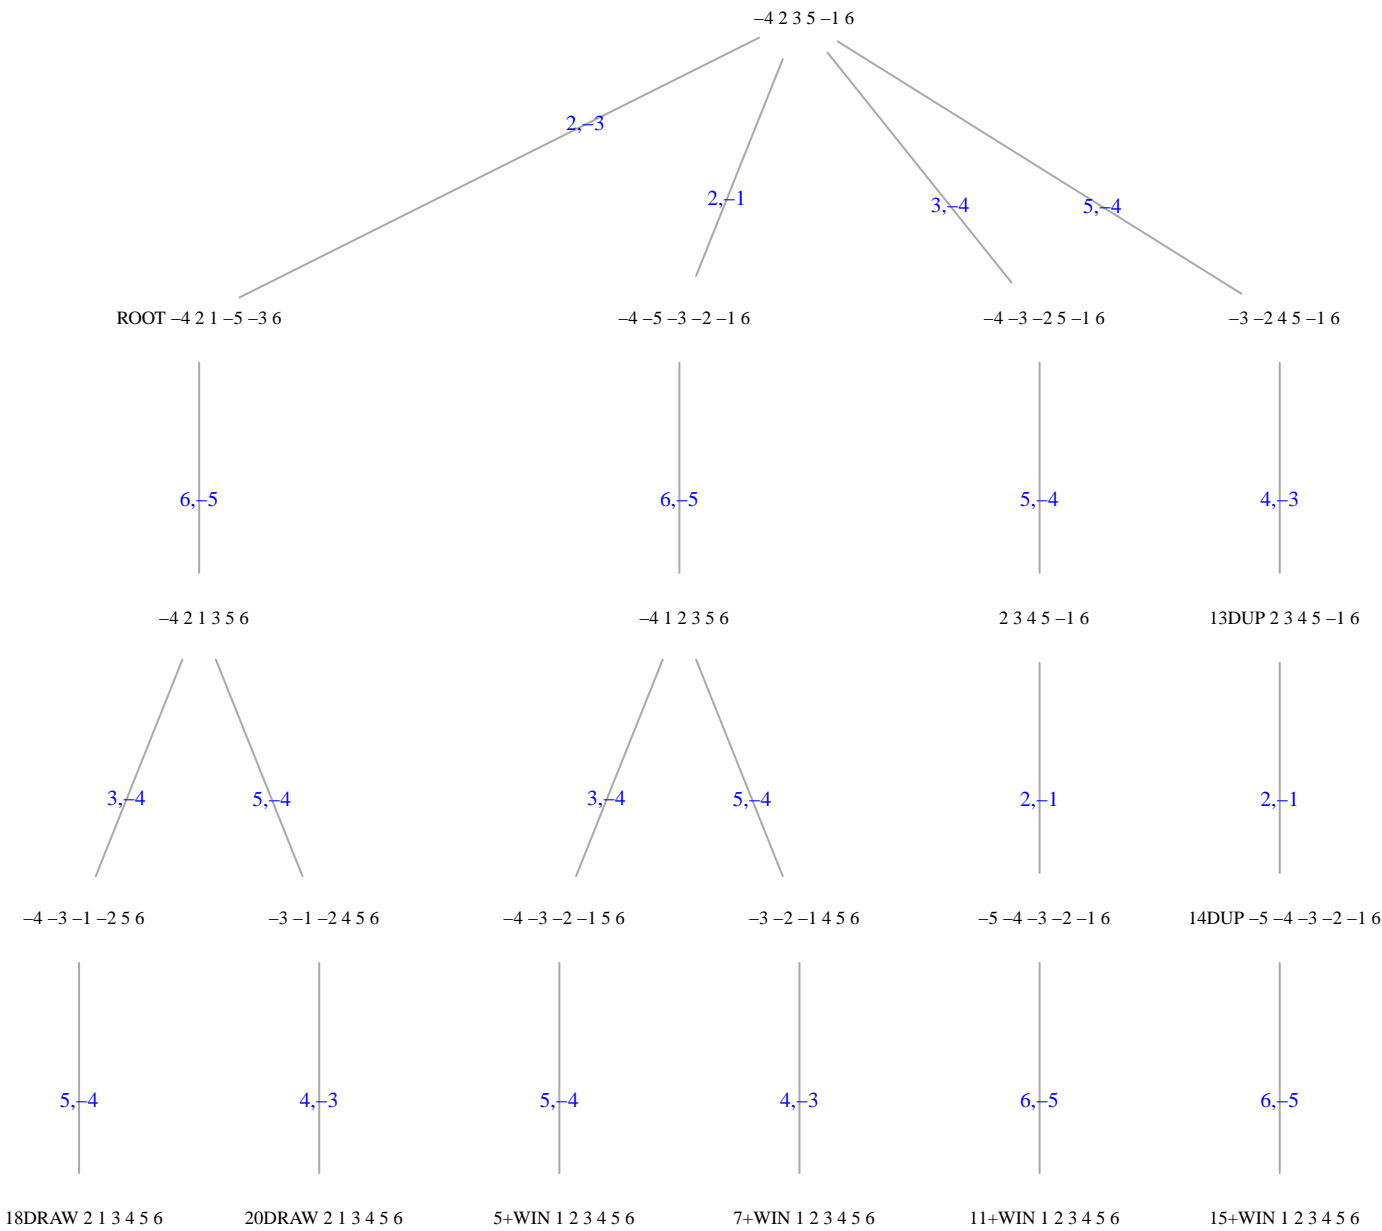 –4 2 3 5 –1 6
2,–3
2,–1
3,–4
5,–4
ROOT –4 2 1 –5 –3 6
–4 –5 –3 –2 –1 6
–4 –3 –2 5 –1 6
–3 –2 4 5 –1 6
6,–5
6,–5
5,–4
4,–3
–4 2 1 3 5 6
–4 1 2 3 5 6
2 3 4 5 –1 6
13DUP 2 3 4 5 –1 6
3,–4
5,–4
3,–4
5,–4
2,–1
2,–1
–4 –3 –1 –2 5 6
–3 –1 –2 4 5 6
–4 –3 –2 –1 5 6
–3 –2 –1 4 5 6
–5 –4 –3 –2 –1 6
14DUP –5 –4 –3 –2 –1 6
5,–4
4,–3
5,–4
4,–3
6,–5
6,–5
18DRAW 2 1 3 4 5 6
20DRAW 2 1 3 4 5 6
5+WIN 1 2 3 4 5 6
7+WIN 1 2 3 4 5 6
11+WIN 1 2 3 4 5 6
15+WIN 1 2 3 4 5 6